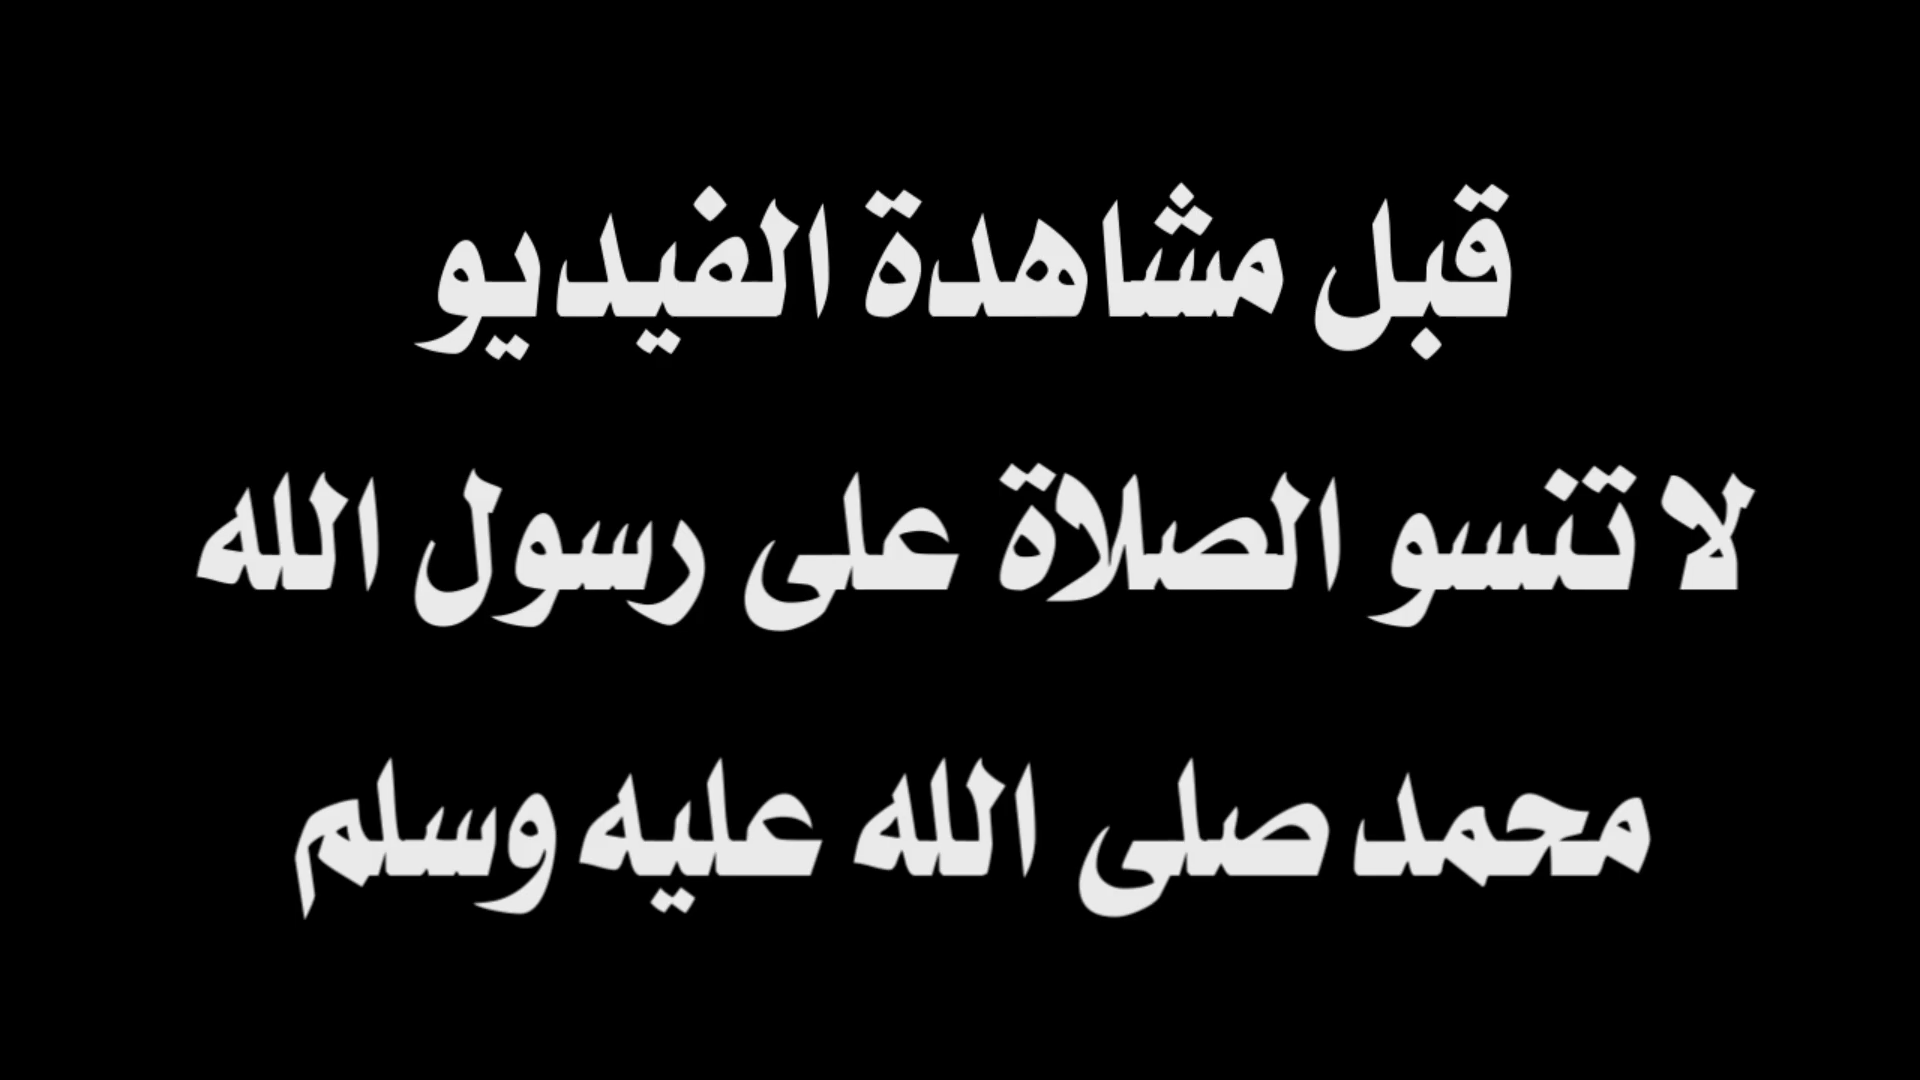 قبل مشاهدة الفيديو
لا تنسو الصلاة على رسول الله
محمد صلى الله عليه وسلم